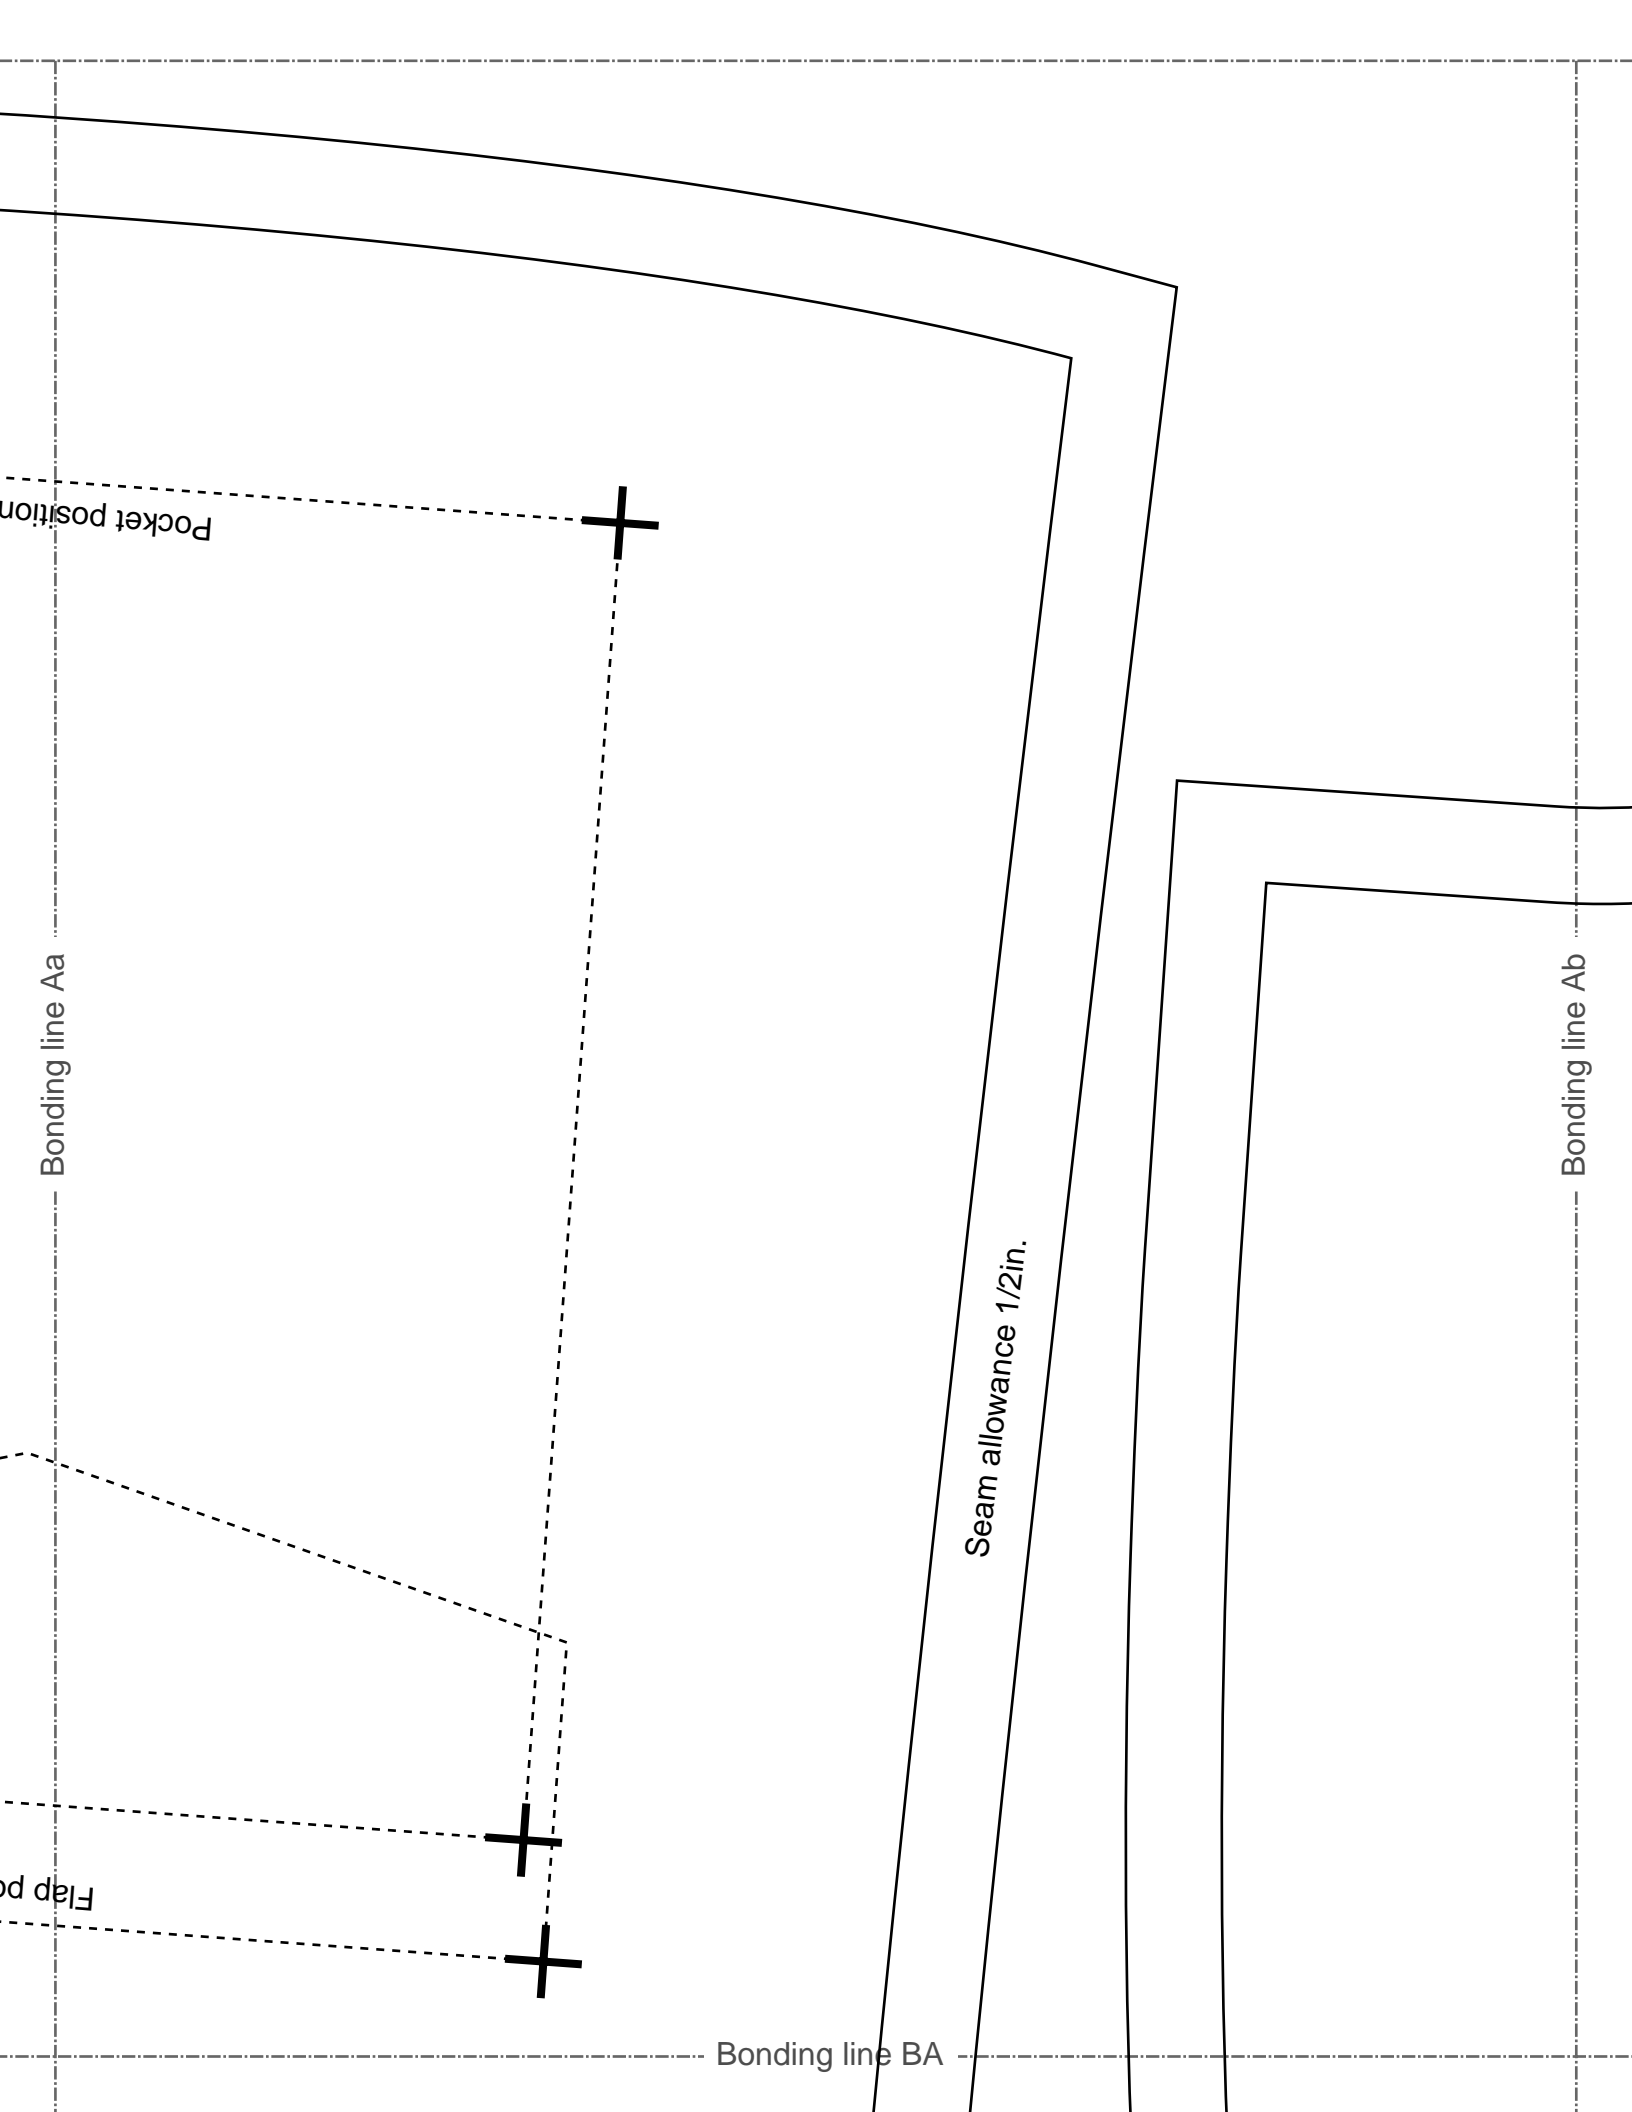 Pocket position
Bonding line Aa
Bonding line Ab
Seam allowance 1/2in.
Flap po
Bonding line BA